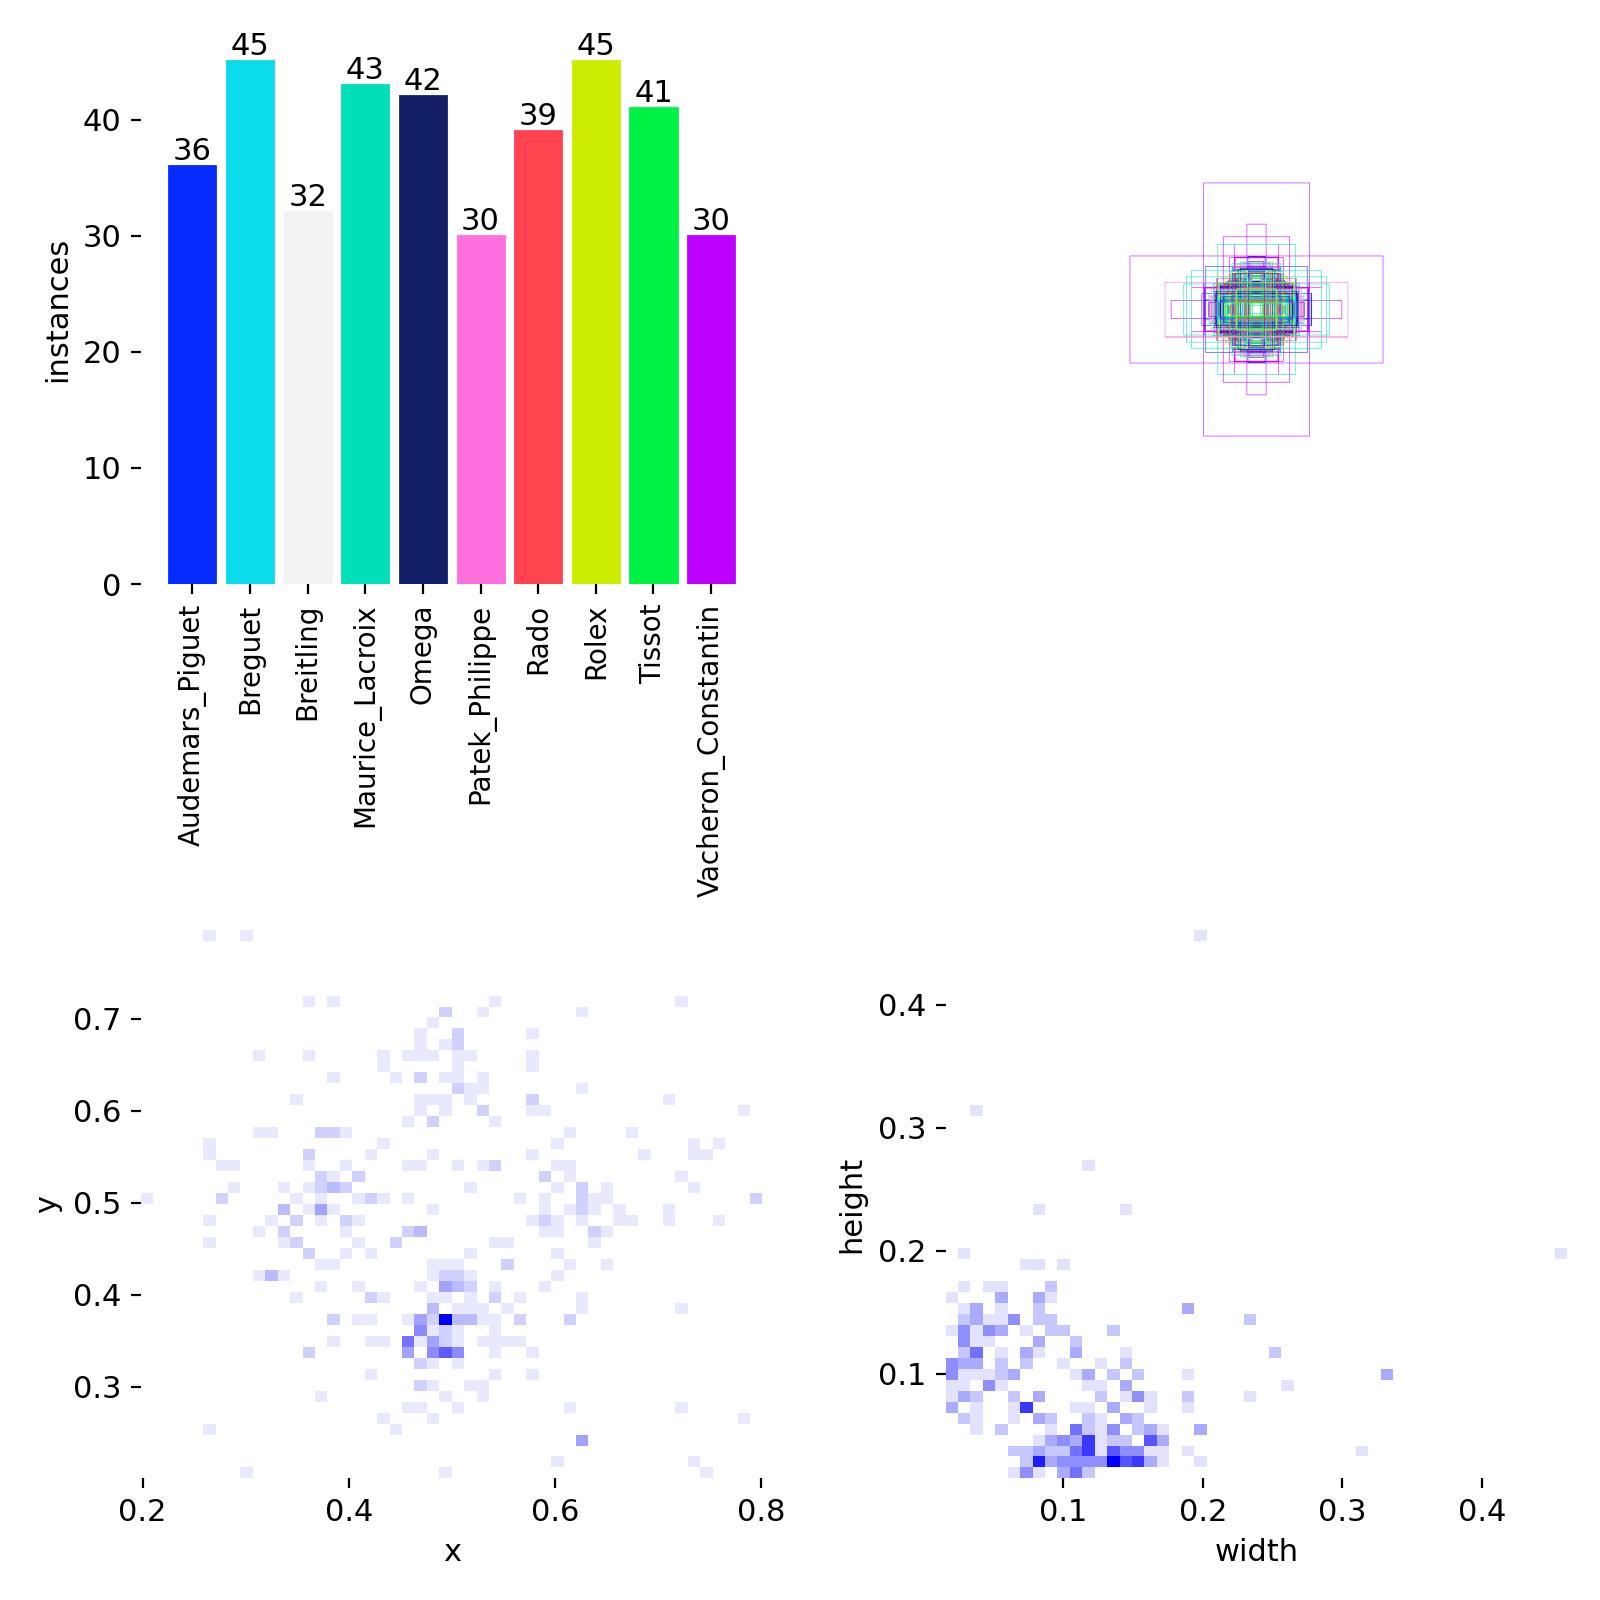 45
45
43
42
41
39
36
32
30
30
40
30
20
10
0
instances
Audemars_Piguet
Breguet
Breitling
Maurice_Lacroix
Omega
Patek_Philippe
Rado
Rolex
Tissot
Vacheron_Constantin
0.7
0.6
0.5
0.4
0.3
y
0.2 0.4 0.6 0.8
x
0.4
0.3
0.2
0.1
height
0.1 0.2 0.3 0.4
width